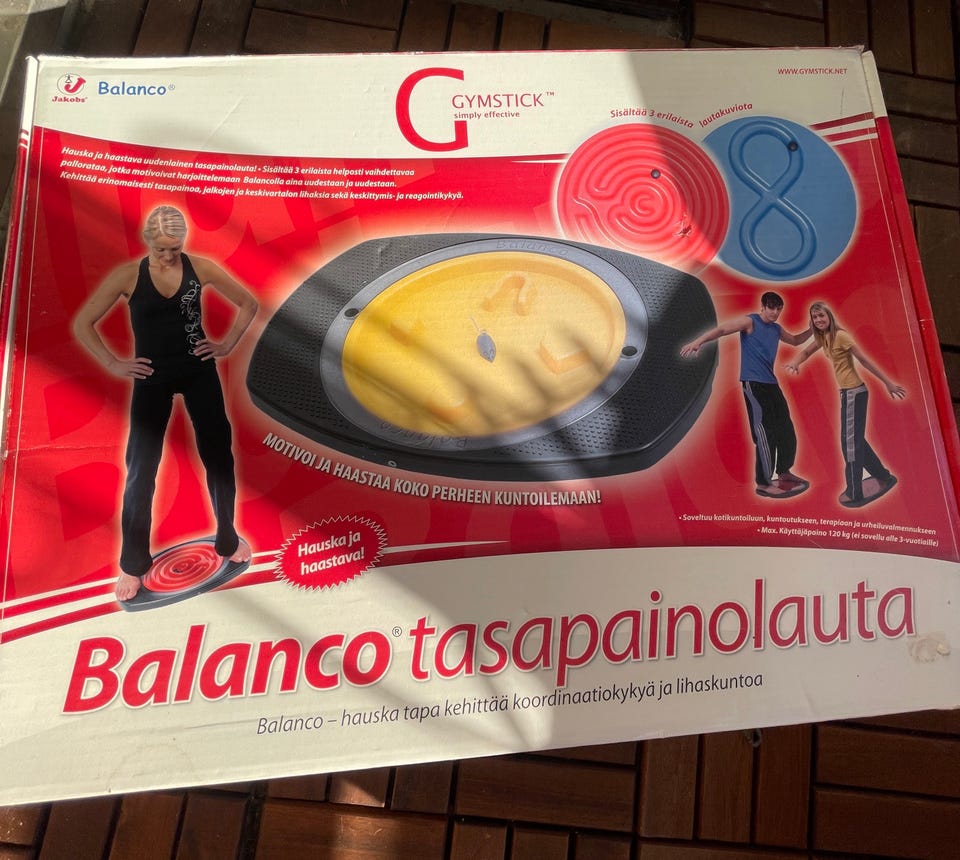 Jakobs®
Balanco®
GYMSTICK™
simply effective
WWW.GYMSTICK.NET
Sisältää 3 erilaista lautakuviota
Hauska ja haastava uudenlainen tasapainolauta! • Sisältää 3 erilaista helposti vaihdettavaa
pallorataa, jotka motivoivat harjoittelemaan Balancolla aina uudestaan ja uudestaan.
Kehittää erinomaisesti tasapainoa, jalkojen ja keskivartalon lihaksia sekä keskittymis- ja reagointikykyä.
Balanco
Balanco
MOTIVOI JA HAASTAA KOKO PERHEEN KUNTOILEMAAN!
• Soveltuu kotikuntoiluun, kuntoutukseen, terapiaan ja urheiluvalmennukseen
• Max. Käyttäjäpaino 120 kg (ei sovellu alle 3-vuotiaille)
Hauska ja
haastava!
Balanco® tasapainolauta
Balanco – hauska tapa kehittää koordinaatiokykyä ja lihaskuntoa